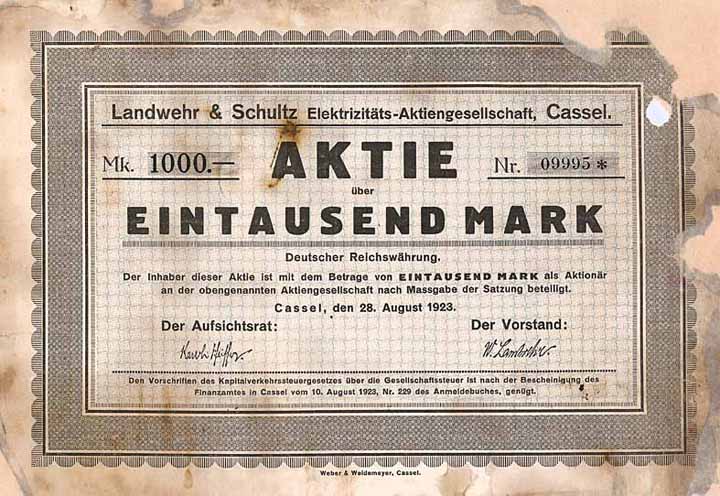 Landwehr & Schultz Elektrizitäts-Aktiengesellschaft, Cassel.
Mk. 1000.— AKTIE Nr. 09995 *
über
EINTAUSEND MARK
Deutscher Reichswährung.
Der Inhaber dieser Aktie ist mit dem Betrage von EINTAUSEND MARK als Aktionär
an der obengenannten Aktiengesellschaft nach Massgabe der Satzung beteiligt.
Cassel, den 28. August 1923.
Der Aufsichtsrat: Der Vorstand:
Den Vorschriften des Kapitalverkehrssteuergesetzes über die Gesellschaftssteuer ist nach der Bescheinigung des
Finanzamtes in Cassel vom 10. August 1923, Nr. 229 des Anmeldebuches, genügt.
Weber & Weidemeyer, Cassel.